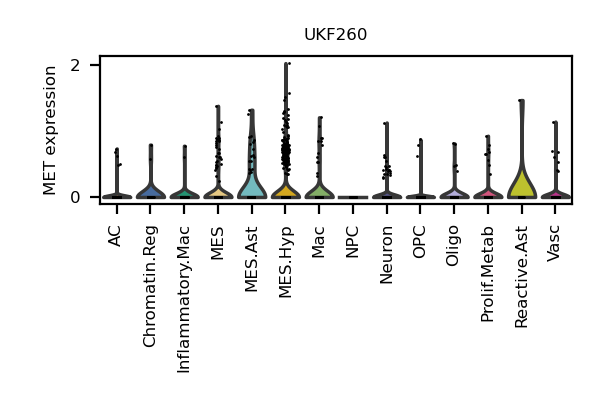 UKF260
MET expression
2
0
AC
Chromatin.Reg
Inflammatory.Mac
MES
MES.Ast
MES.Hyp
Mac
NPC
Neuron
OPC
Oligo
Prolif.Metab
Reactive.Ast
Vasc